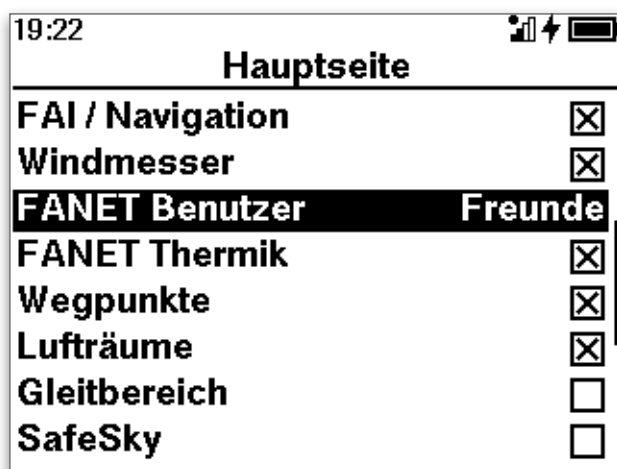 19:22
Hauptseite
FAI / Navigation
Windmesser
FANET Benutzer Freunde
FANET Thermik
Wegpunkte
Lufträume
Gleitbereich
SafeSky